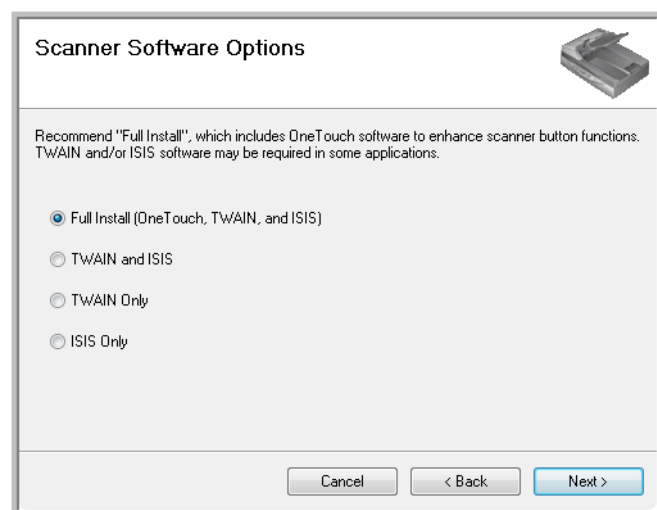 Scanner Software Options
Recommend "Full Install", which includes OneTouch software to enhance scanner button functions.
TWAIN and/or ISIS software may be required in some applications.
Full Install (OneTouch, TWAIN, and ISIS)
TWAIN and ISIS
TWAIN Only
ISIS Only
Cancel
< Back
Next >